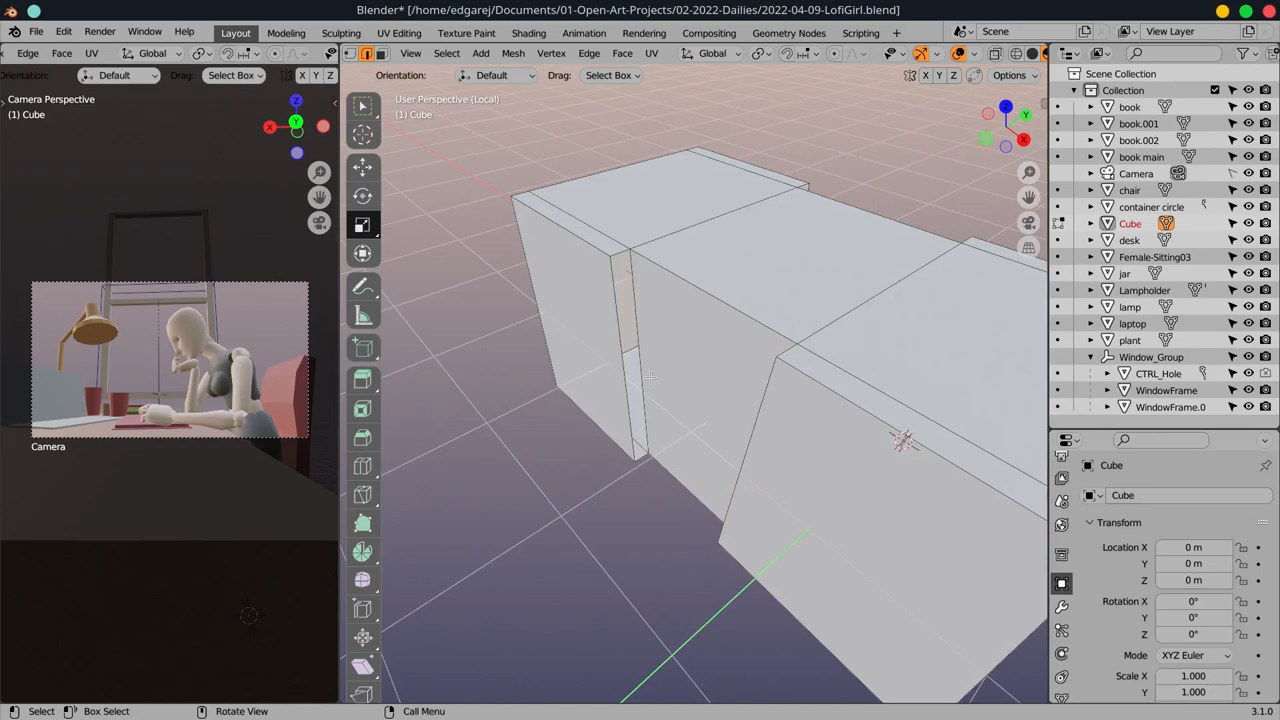 Blender* [/home/edgarej/Documents/01-Open-Art-Projects/02-2022-Dailies/2022-04-09-LofiGirl.blend]
File Edit Render Window Help
Layout Modeling Sculpting UV Editing Texture Paint Shading Animation Rendering Compositing Geometry Nodes Scripting
Scene
View Layer
Edge Face UV
Global
View Select Add Mesh Vertex Edge Face UV
Global
Default Drag: Select Box
X Y Z
Orientation: Default Drag: Select Box
X Y Z
Options
Camera Perspective
(1) Cube
Z
Y
X
Camera
User Perspective (Local)
(1) Cube
Z
Y
X
Scene Collection
Collection
book
book.001
book.002
book main
Camera
chair
container circle
Cube
desk
Female-Sitting03
jar
Lampholder
lamp
laptop
plant
Window_Group
CTRL_Hole
WindowFrame
WindowFrame.0
Cube
Cube
Transform
Location X 0 m
Y 0 m
Z 0 m
Rotation X 0°
Y 0°
Z 0°
Mode XYZ Euler
Scale X 1.000
Y 1.000
Select Box Select Rotate View Call Menu
3.1.0